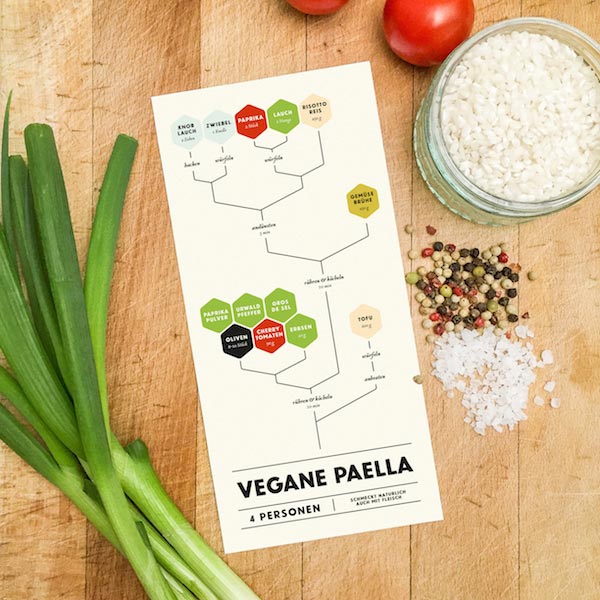 KNOB
LAUCH
ZWIEBEL
PAPRIKA
LAUCH
RISOTTO
REIS
hacken
würfeln
würfeln
GEMÜSE
BRÜHE
andünsten
rühren & köcheln
PAPRIKA
PULVER
URWALD
PFEFFER
GROS
DE SEL
OLIVEN
CHERRY
TOMATEN
ERBSEN
TOFU
würfeln
anbraten
rühren & köcheln
VEGANE PAELLA
4 PERSONEN
SCHMECKT NATÜRLICH
AUCH MIT FLEISCH